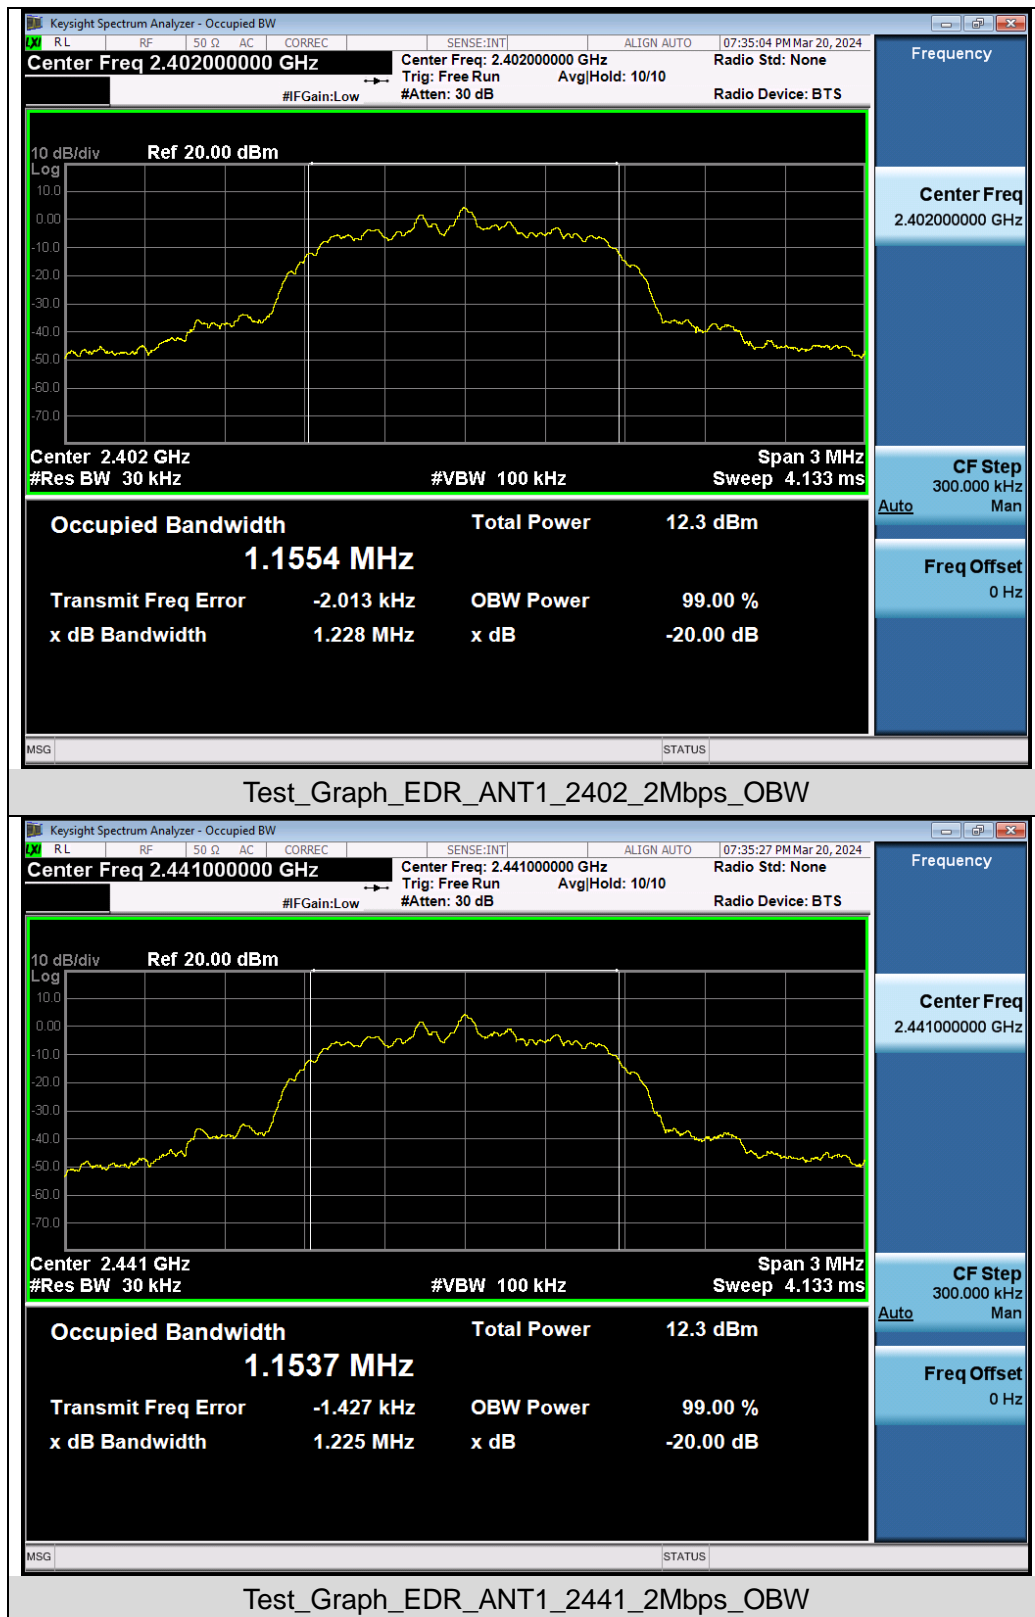 Keysight Spectrum Analyzer - Occupied BW
LXI RL RF 50 Ω AC CORREC SENSE:INT ALIGN AUTO 07:35:04 PM Mar 20, 2024
Center Freq 2.402000000 GHz
Center Freq: 2.402000000 GHz
Radio Std: None
Trig: Free Run Avg|Hold: 10/10
#IFGain:Low
#Atten: 30 dB
Radio Device: BTS
10 dB/div Ref 20.00 dBm
Log
10.0
0.00
-10.0
-20.0
-30.0
-40.0
-50.0
-60.0
-70.0
Center 2.402 GHz Span 3 MHz
#Res BW 30 kHz #VBW 100 kHz Sweep 4.133 ms
Occupied Bandwidth Total Power 12.3 dBm
1.1554 MHz
Transmit Freq Error -2.013 kHz OBW Power 99.00 %
x dB Bandwidth 1.228 MHz x dB -20.00 dB
MSG STATUS
Frequency
Center Freq
2.402000000 GHz
CF Step
300.000 kHz
Auto Man
Freq Offset
0 Hz
Test_Graph_EDR_ANT1_2402_2Mbps_OBW
Keysight Spectrum Analyzer - Occupied BW
LXI RL RF 50 Ω AC CORREC SENSE:INT ALIGN AUTO 07:35:27 PM Mar 20, 2024
Center Freq 2.441000000 GHz
Center Freq: 2.441000000 GHz
Radio Std: None
Trig: Free Run Avg|Hold: 10/10
#IFGain:Low
#Atten: 30 dB
Radio Device: BTS
10 dB/div Ref 20.00 dBm
Log
10.0
0.00
-10.0
-20.0
-30.0
-40.0
-50.0
-60.0
-70.0
Center 2.441 GHz Span 3 MHz
#Res BW 30 kHz #VBW 100 kHz Sweep 4.133 ms
Occupied Bandwidth Total Power 12.3 dBm
1.1537 MHz
Transmit Freq Error -1.427 kHz OBW Power 99.00 %
x dB Bandwidth 1.225 MHz x dB -20.00 dB
MSG STATUS
Frequency
Center Freq
2.441000000 GHz
CF Step
300.000 kHz
Auto Man
Freq Offset
0 Hz
Test_Graph_EDR_ANT1_2441_2Mbps_OBW